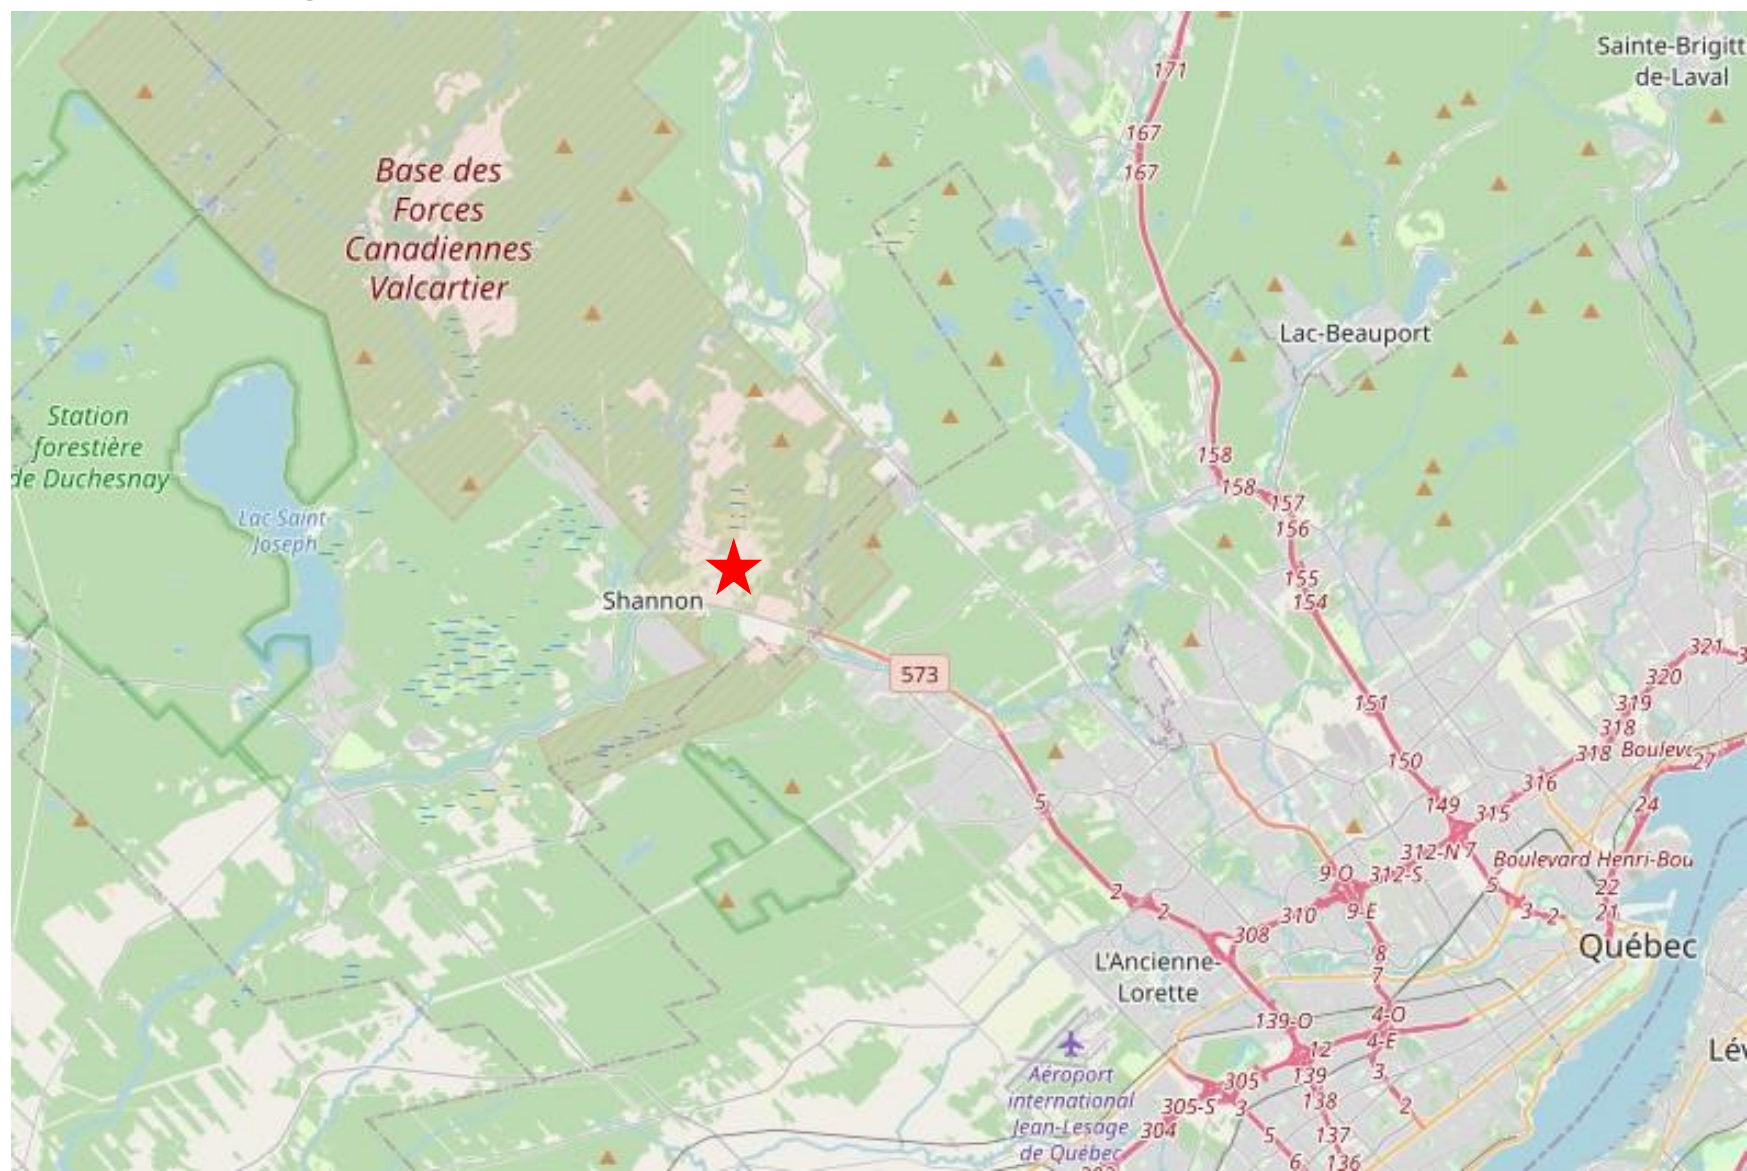 Sainte-Brigitt
de-Laval
171
167
167
Base des
Forces
Canadiennes
Valcartier
Lac-Beauport
Station
forestière
de Duchesnay
158
158
157
156
Lac Saint-
Joseph
155
154
Shannon
573
321
3
320
319
318
318
Boulevc
27
151
150
316
24
149
315
5
312-N
7
Boulevard Henri-Bou
9-O
312-S
5
22
2
2
310
9-E
3
2
21
308
Québec
8
7
L'Ancienne-
Lorette
139-O
4-O
4-E
12
Lév
305
139
3
Aéroport
international
Jean-Lesage
de Québec
138
305-S
3
2
304
5
137
6
136